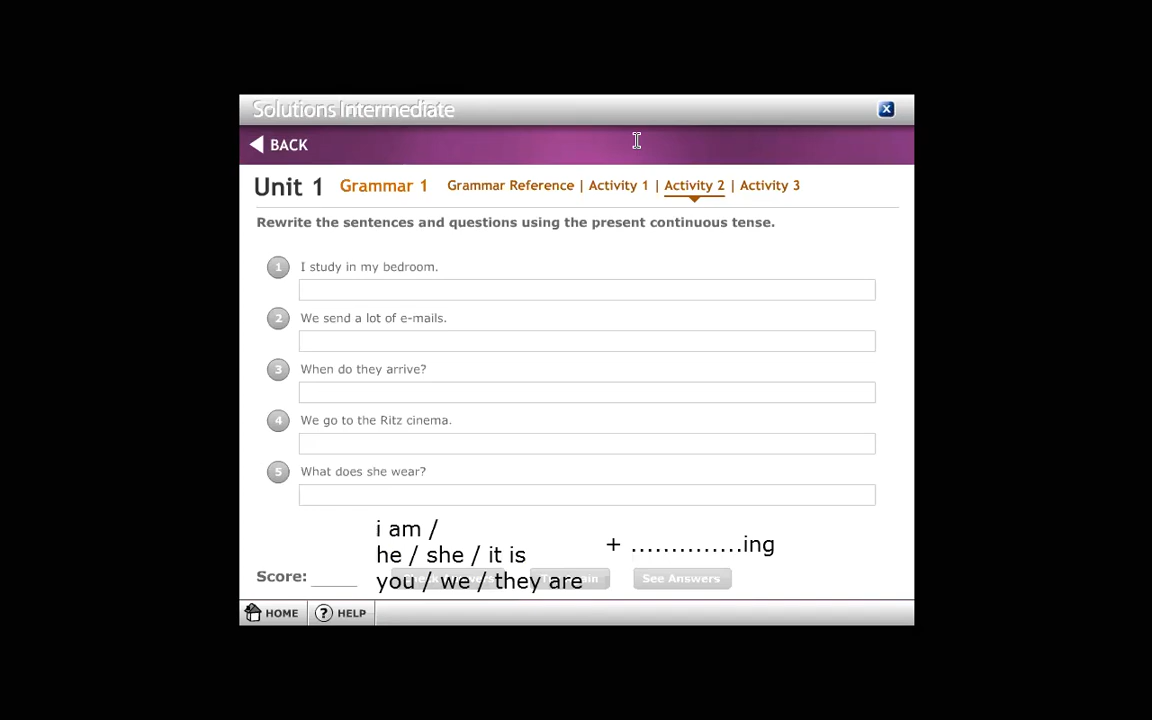 Solutions Intermediate
BACK
Unit 1 Grammar 1 Grammar Reference | Activity 1 | Activity 2 | Activity 3
Rewrite the sentences and questions using the present continuous tense.
1 I study in my bedroom.
2 We send a lot of e-mails.
3 When do they arrive?
4 We go to the Ritz cinema.
5 What does she wear?
i am /
he / she / it is
you / we / they are
+ ..............ing
Score: See Answers
HOME ? HELP